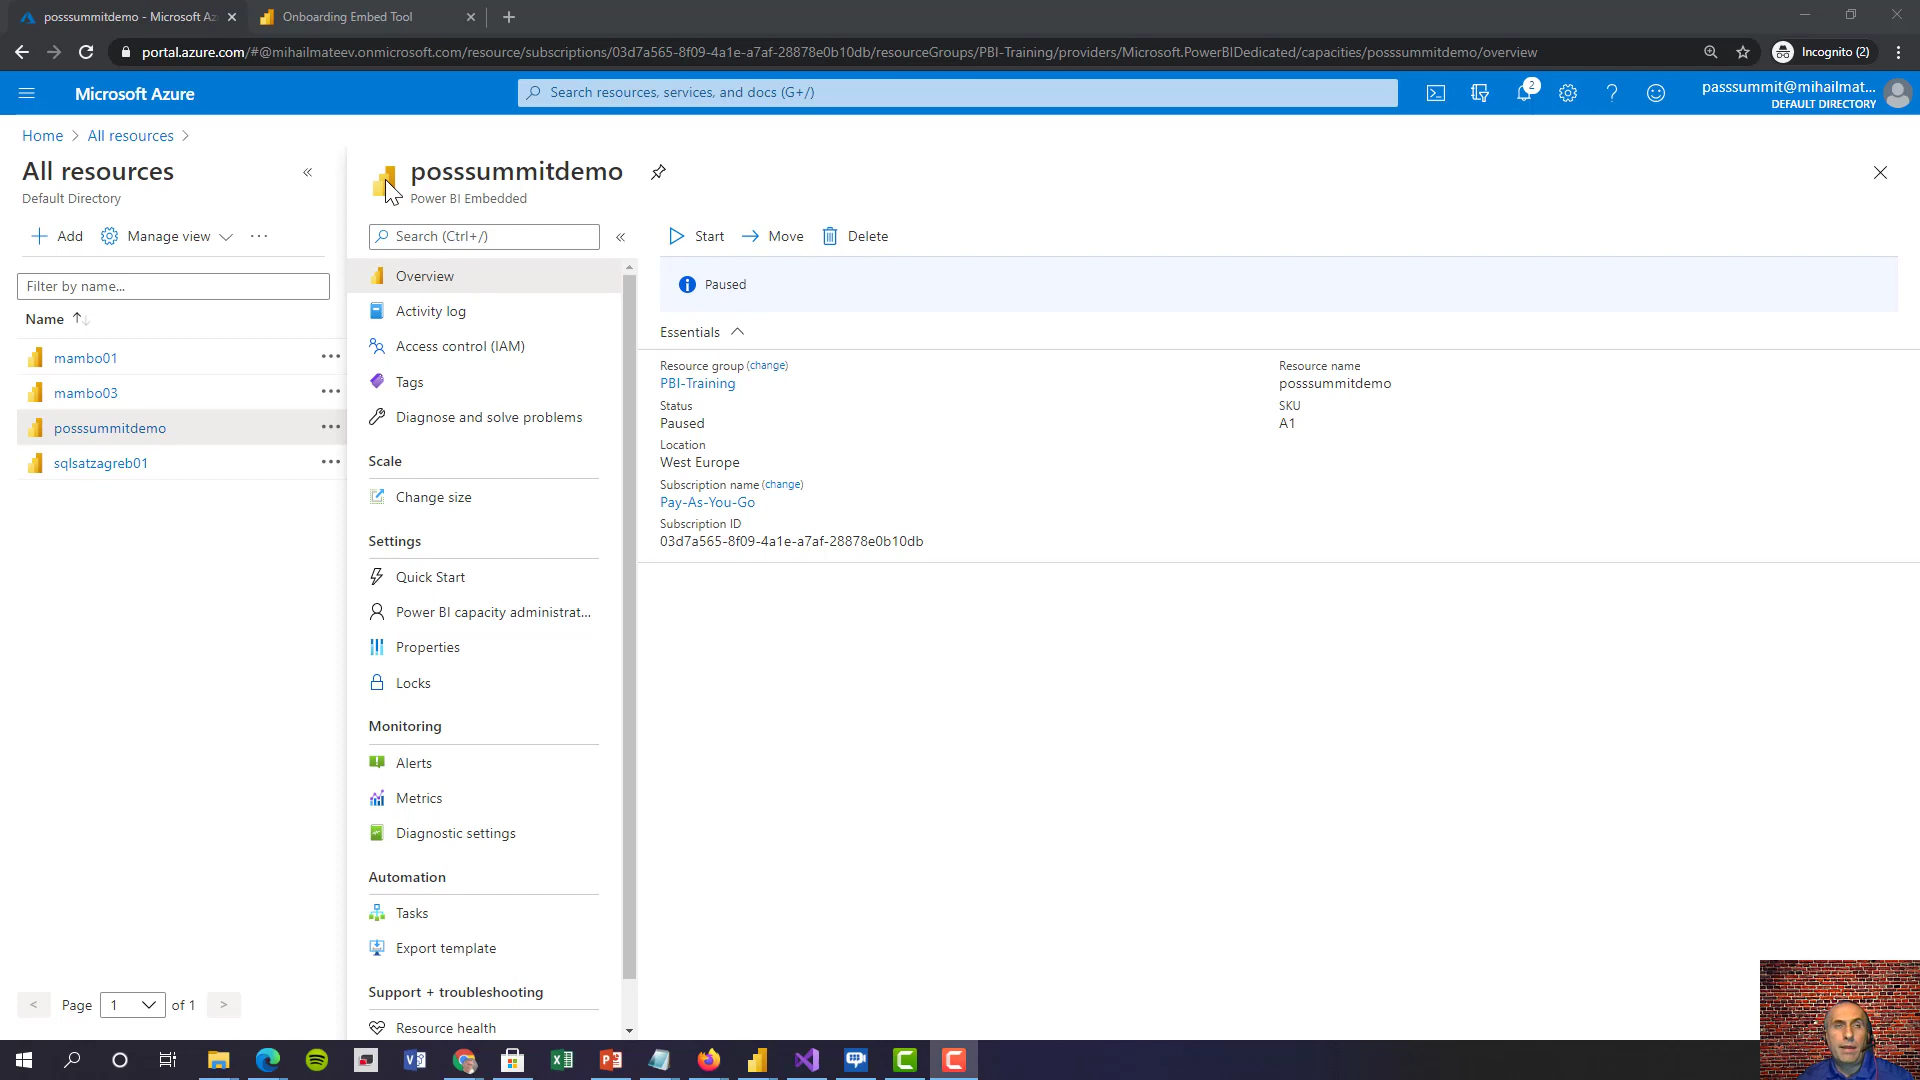 posssummitdemo - Microsoft Az
Onboarding Embed Tool
portal.azure.com/#@mihailmateev.onmicrosoft.com/resource/subscriptions/03d7a565-8f09-4a1e-a7af-28878e0b10db/resourceGroups/PBI-Training/providers/Microsoft.PowerBIDedicated/capacities/posssummitdemo/overview
Incognito (2)
Microsoft Azure
Search resources, services, and docs (G+/)
2
passsummit@mihailmat...
DEFAULT DIRECTORY
Home > All resources >
All resources
Default Directory
Add
Manage view
Filter by name...
Name
mambo01
mambo03
posssummitdemo
sqlsatzagreb01
Page 1 of 1
posssummitdemo
Power BI Embedded
Search (Ctrl+/)
Overview
Activity log
Access control (IAM)
Tags
Diagnose and solve problems
Scale
Change size
Settings
Quick Start
Power BI capacity administrat...
Properties
Locks
Monitoring
Alerts
Metrics
Diagnostic settings
Automation
Tasks
Export template
Support + troubleshooting
Resource health
Start
Move
Delete
Paused
Essentials
Resource group (change)
PBI-Training
Status
Paused
Location
West Europe
Subscription name (change)
Pay-As-You-Go
Subscription ID
03d7a565-8f09-4a1e-a7af-28878e0b10db
Resource name
posssummitdemo
SKU
A1